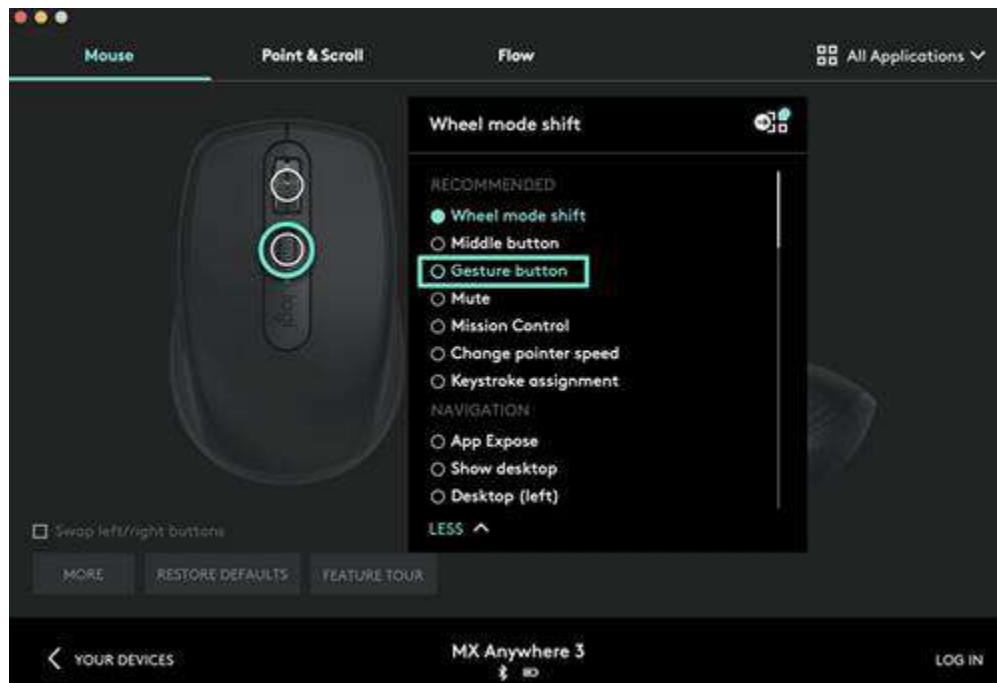 Mouse
Point & Scroll
Flow
All Applications
Wheel mode shift
RECOMMENDED
Wheel mode shift
Middle button
Gesture button
Mute
Mission Control
Change pointer speed
Keystroke assignment
NAVIGATION
App Expose
Show desktop
Desktop (left)
LESS
logi
Swap left/right buttons
MORE
RESTORE DEFAULTS
FEATURE TOUR
YOUR DEVICES
MX Anywhere 3
LOG IN